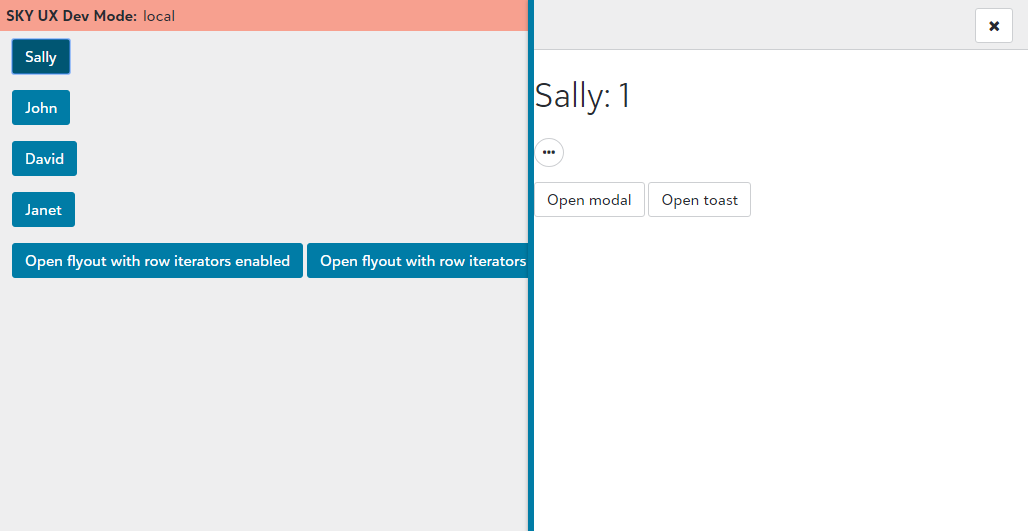 SKY UX Dev Mode: local
Sally
John
David
Janet
Open flyout with row iterators enabled
Open flyout with row iterators
Sally: 1
Open modal
Open toast